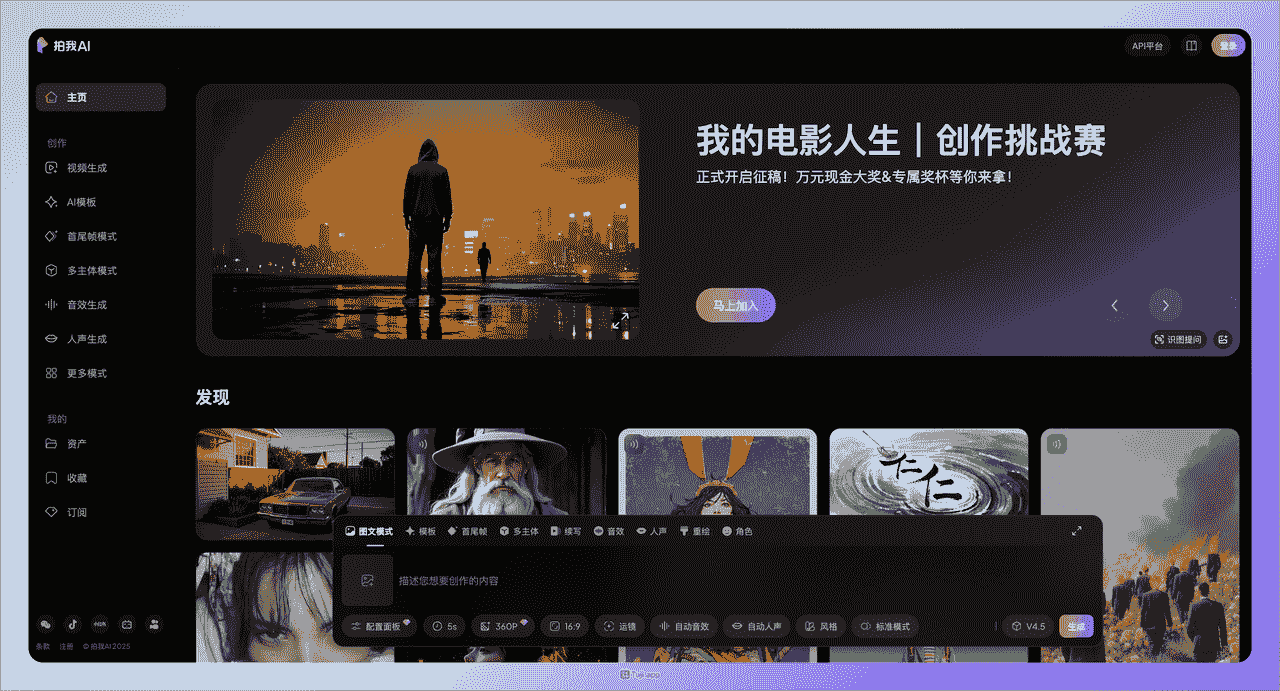 拍我AI
API平台
登录
主页
创作
视频生成
AI模板
首尾帧模式
多主体模式
音效生成
人声生成
更多模式
我的
资产
收藏
订阅
条款 注册 © 拍我AI 2025
我的电影人生｜创作挑战赛
正式开启征稿！万元现金大奖&专属奖杯等你来拿！
马上加入
识图提问
发现
仁仁
图文模式 模板 首尾帧 多主体 续写 音效 人声 重绘 角色
描述您想要创作的内容
配置面板 5s 360P 16:9 运镜 自动音效 自动人声 风格 标准模式 V4.5 生成